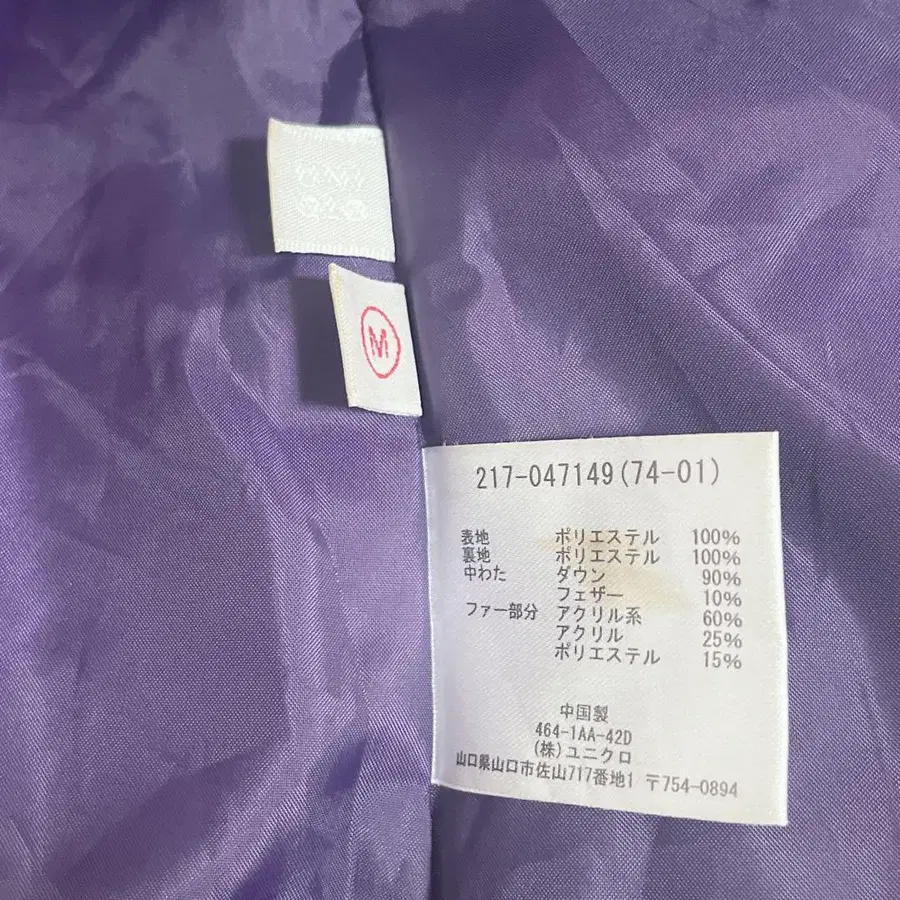 M
217-047149(74-01)
表地 ポリエステル 100%
裏地 ポリエステル 100%
中わた ダウン 90%
フェザー 10%
ファー部分 アクリル系 60%
アクリル 25%
ポリエステル 15%
中国製
464-1AA-42D
(株)ユニクロ
山口県山口市佐山717番地1 〒754-0894